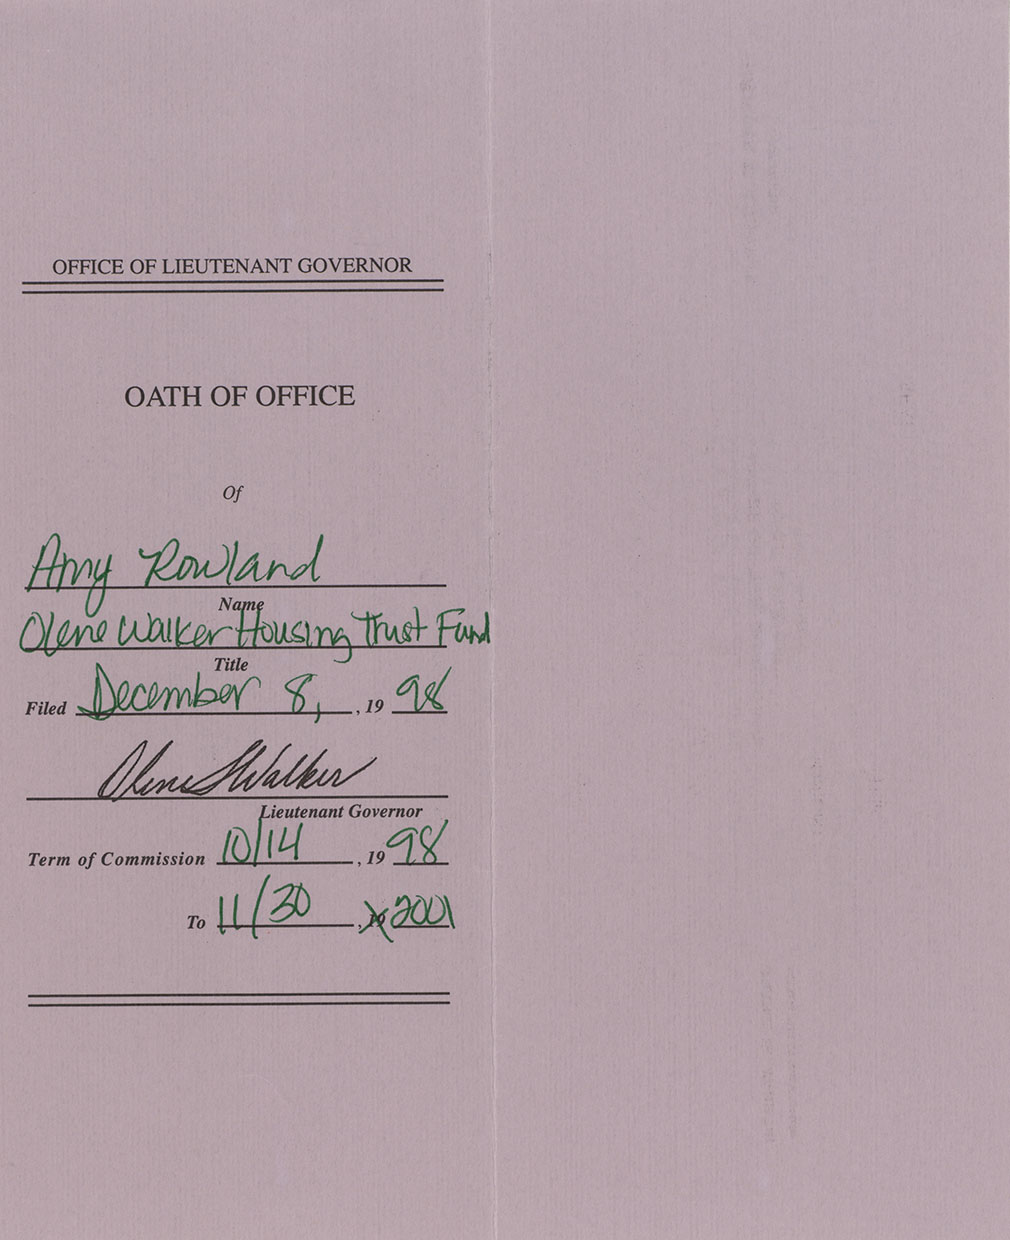 OFFICE OF LIEUTENANT GOVERNOR
OATH OF OFFICE
Of
Amy Rowland
Name
Olene Walker Housing Trust Fund
Title
Filed December 8, , 19 98
Olene S Walker
Lieutenant Governor
Term of Commission 10/14 , 19 98
To 11/30 , 19 2001